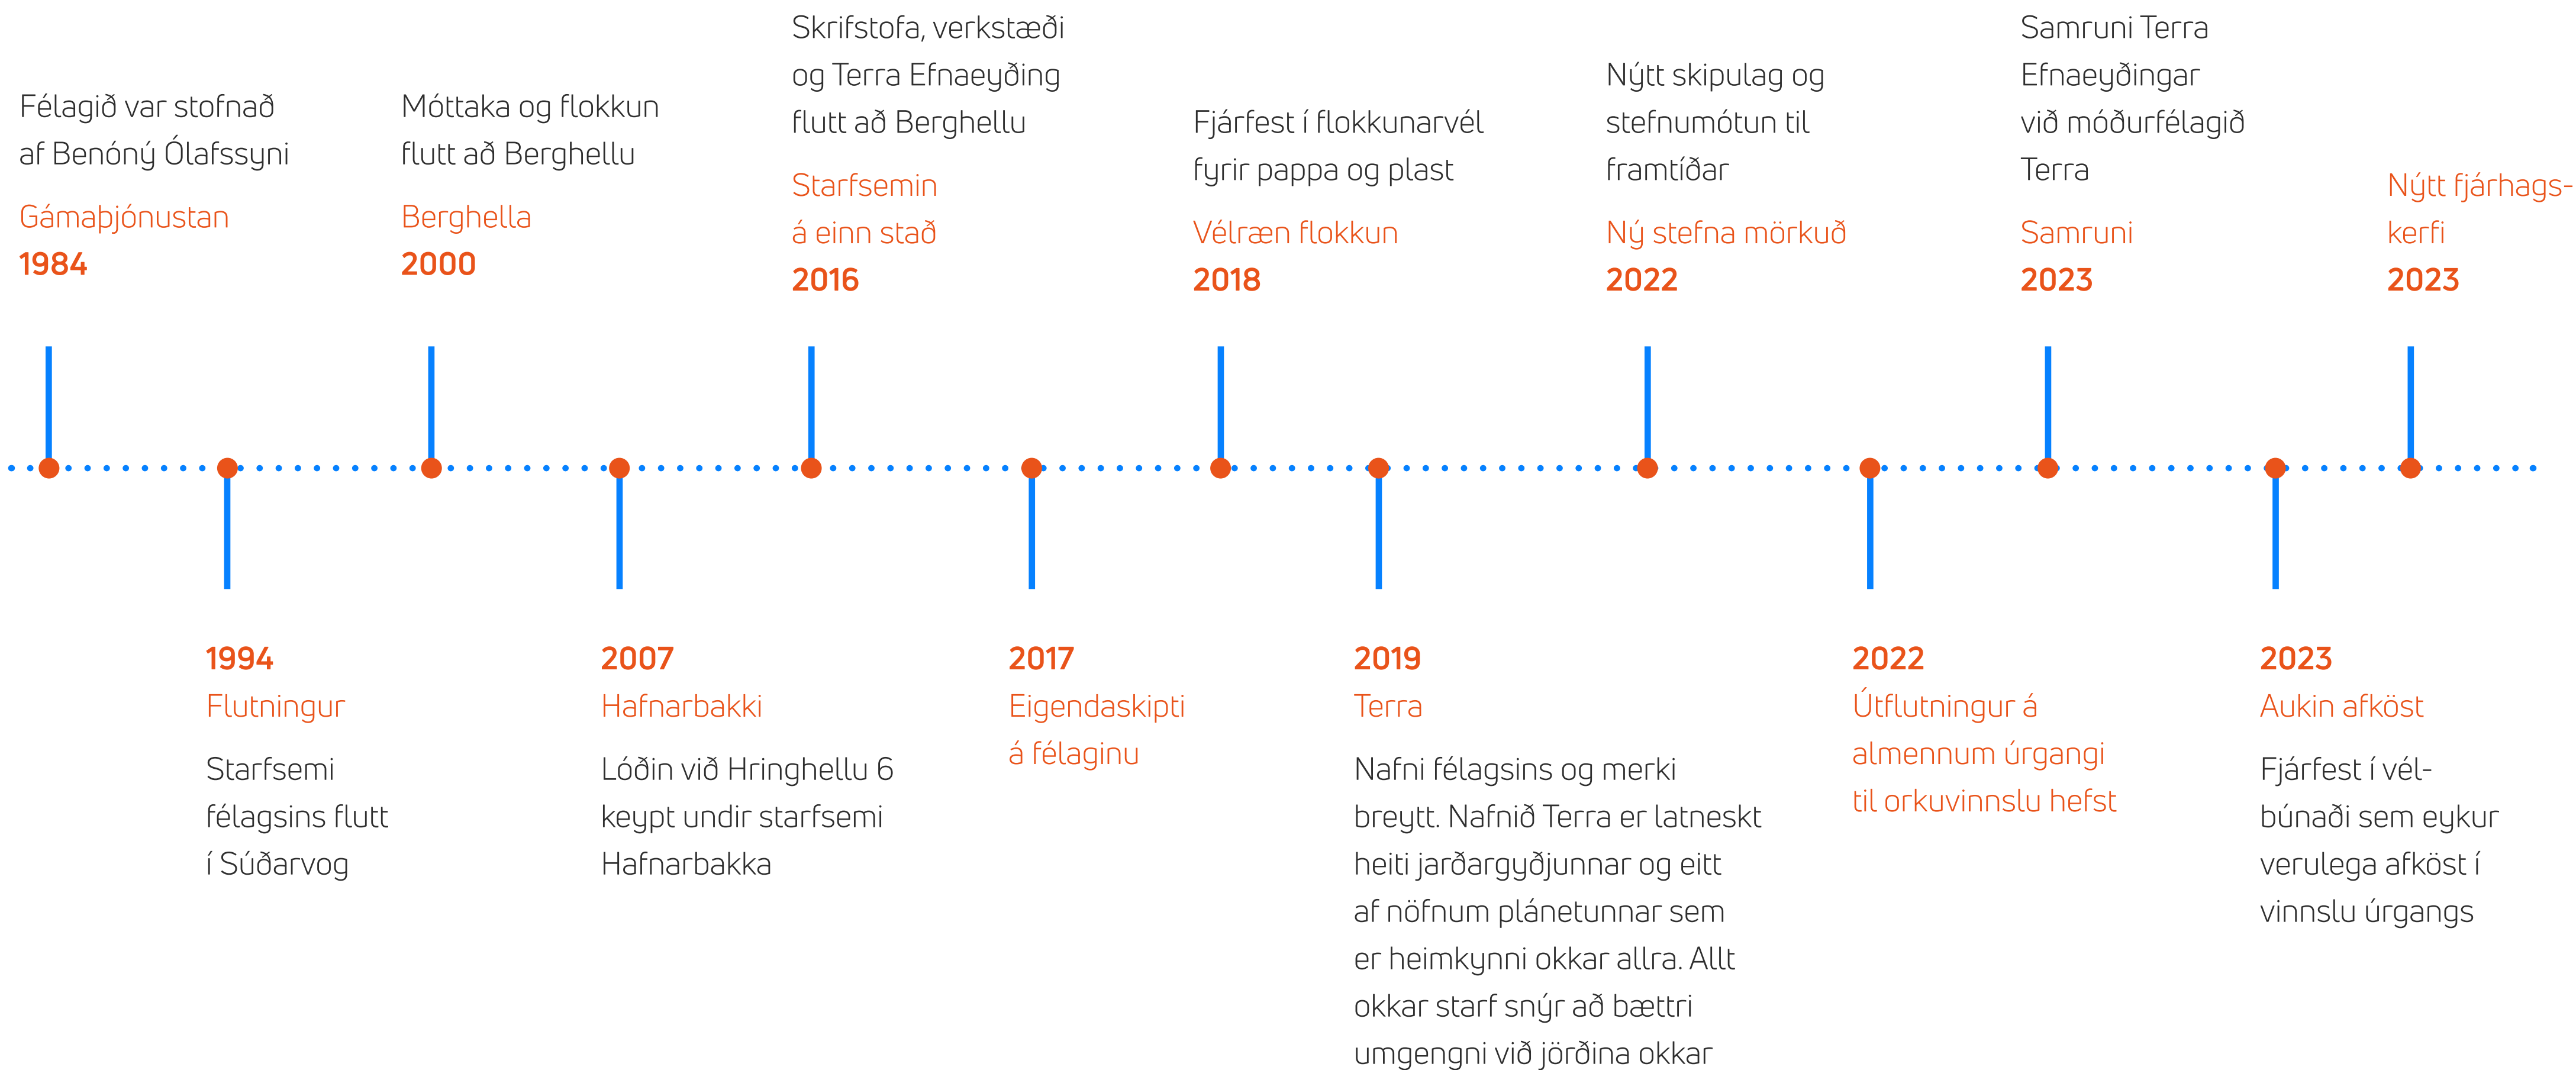 Félagið var stofnað
af Benóný Ólafssyni
Gámaþjónustan
1984
Móttaka og flokkun
flutt að Berghellu
Berghella
2000
Skrifstofa, verkstæði
og Terra Efnaeyðing
flutt að Berghellu
Starfsemin
á einn stað
2016
Fjárfest í flokkunarvél
fyrir pappa og plast
Vélræn flokkun
2018
Nýtt skipulag og
stefnumótun til
framtíðar
Ný stefna mörkuð
2022
Samruni Terra
Efnaeyðingar
við móðurfélagið
Terra
Samruni
2023
Nýtt fjárhags-
kerfi
2023
1994
Flutningur
Starfsemi
félagsins flutt
í Súðarvog
2007
Hafnarbakki
Lóðin við Hringhellu 6
keypt undir starfsemi
Hafnarbakka
2017
Eigendaskipti
á félaginu
2019
Terra
Nafni félagsins og merki
breytt. Nafnið Terra er latneskt
heiti jarðargyðjunnar og eitt
af nöfnum plánetunnar sem
er heimkynni okkar allra. Allt
okkar starf snýr að bættri
umgengni við jörðina okkar
2022
Útflutningur á
almennum úrgangi
til orkuvinnslu hefst
2023
Aukin afköst
Fjárfest í vél-
búnaði sem eykur
verulega afköst í
vinnslu úrgangs